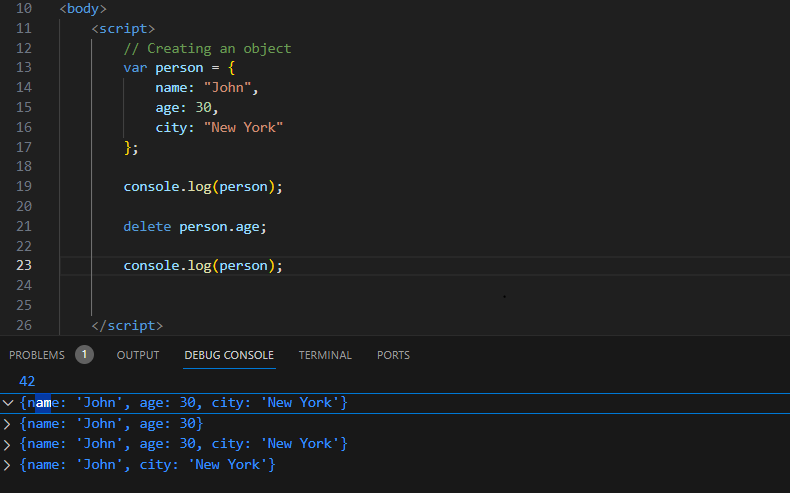 10 <body>
11 <script>
12 // Creating an object
13 var person = {
14 name: "John",
15 age: 30,
16 city: "New York"
17 };
18
19 console.log(person);
20
21 delete person.age;
22
23 console.log(person);
24
25
26 </script>
PROBLEMS 1 OUTPUT DEBUG CONSOLE TERMINAL PORTS
42
{name: 'John', age: 30, city: 'New York'}
{name: 'John', age: 30}
{name: 'John', age: 30, city: 'New York'}
{name: 'John', city: 'New York'}